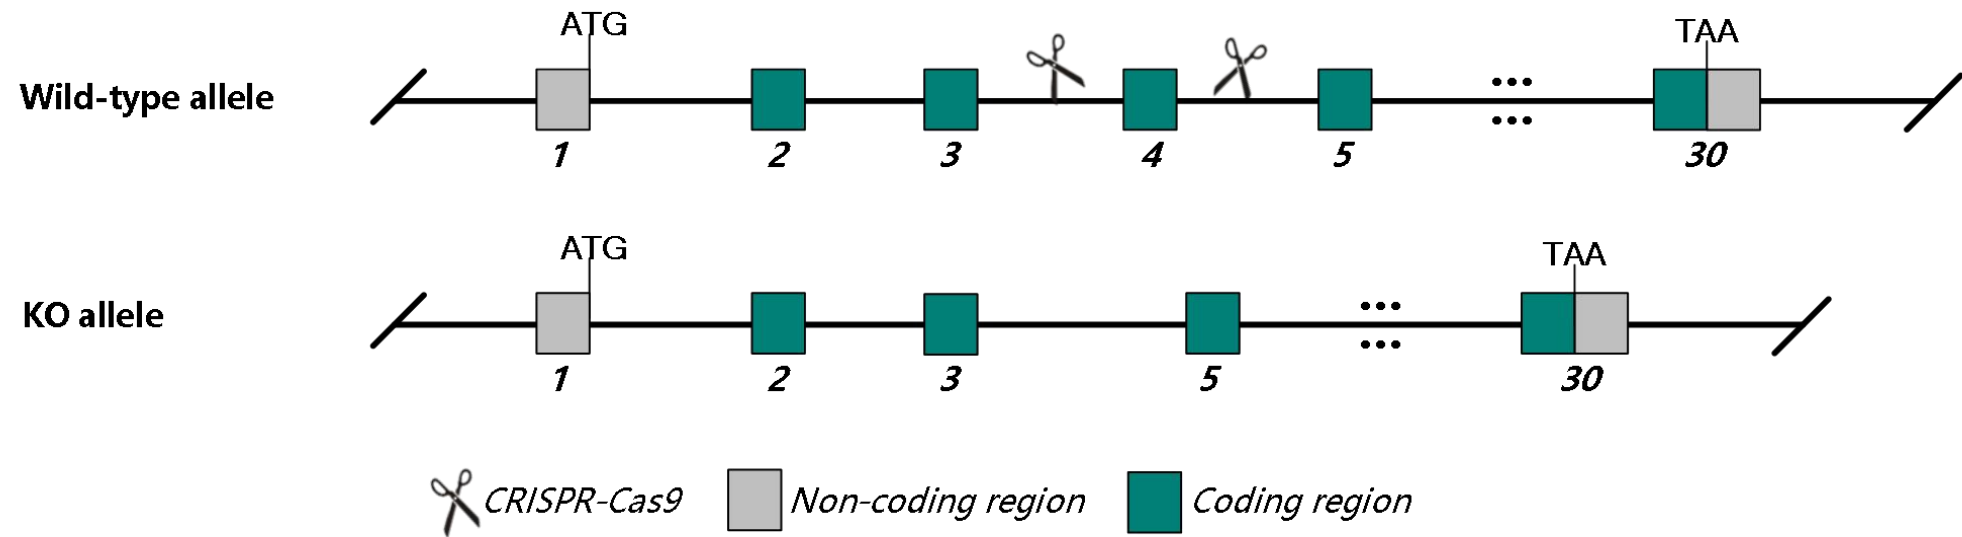 ATG
TAA
Wild-type allele
...
...
1 2 3 4 5 30
ATG
TAA
KO allele
...
...
1 2 3 5 30
CRISPR-Cas9 Non-coding region Coding region